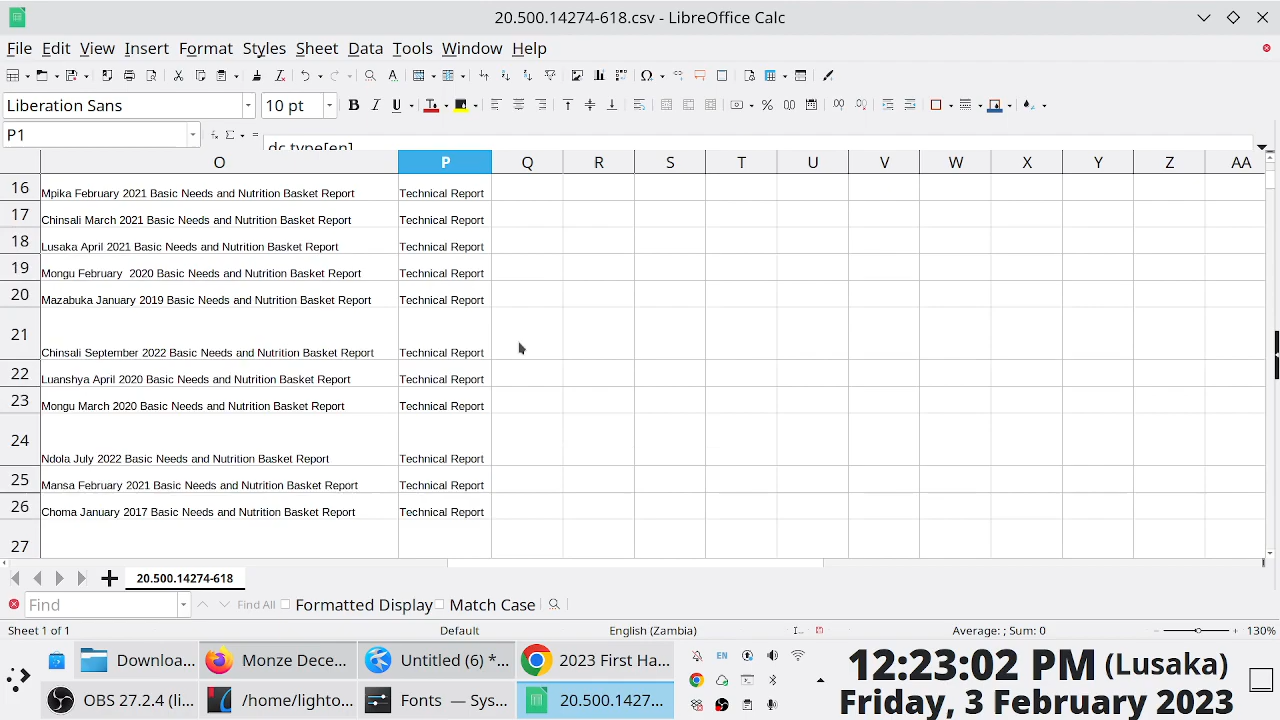 20.500.14274-618.csv - LibreOffice Calc
File Edit View Insert Format Styles Sheet Data Tools Window Help
Liberation Sans 10 pt
P1
dc.type[en]
O P Q R S T U V W X Y Z AA
16 Mpika February 2021 Basic Needs and Nutrition Basket Report Technical Report
17 Chinsali March 2021 Basic Needs and Nutrition Basket Report Technical Report
18 Lusaka April 2021 Basic Needs and Nutrition Basket Report Technical Report
19 Mongu February  2020 Basic Needs and Nutrition Basket Report Technical Report
20 Mazabuka January 2019 Basic Needs and Nutrition Basket Report Technical Report
21 Chinsali September 2022 Basic Needs and Nutrition Basket Report Technical Report
22 Luanshya April 2020 Basic Needs and Nutrition Basket Report Technical Report
23 Mongu March 2020 Basic Needs and Nutrition Basket Report Technical Report
24 Ndola July 2022 Basic Needs and Nutrition Basket Report Technical Report
25 Mansa February 2021 Basic Needs and Nutrition Basket Report Technical Report
26 Choma January 2017 Basic Needs and Nutrition Basket Report Technical Report
27
20.500.14274-618
Find Find All Formatted Display Match Case
Sheet 1 of 1 Default English (Zambia) I... Average: ; Sum: 0 130%
Downloa... Monze Dece... Untitled (6) *... 2023 First Ha... EN
12:23:02 PM (Lusaka)
OBS 27.2.4 (li... /home/lighto... Fonts — Sys... 20.500.1427...
Friday, 3 February 2023